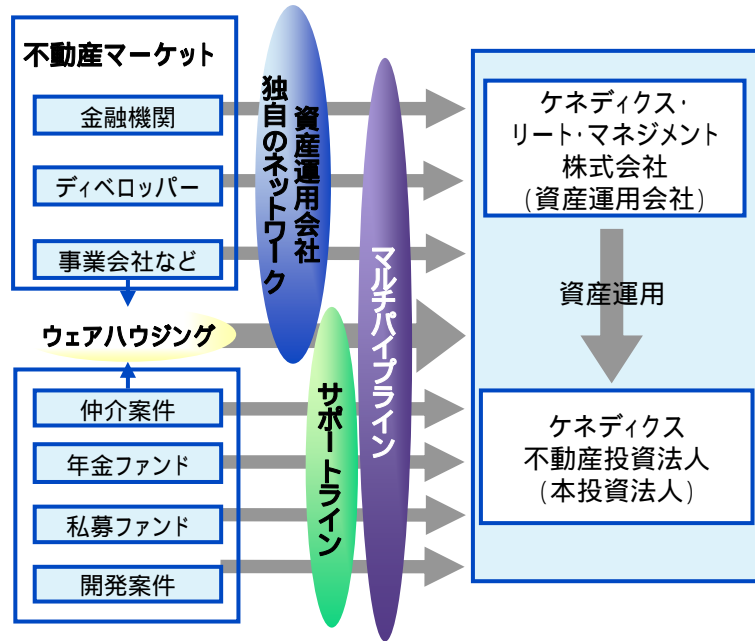 不動産マーケット
金融機関
ディベロッパー
事業会社など
ウェアハウジング
仲介案件
年金ファンド
私募ファンド
開発案件
資産運用会社
独自のネットワーク
サポートライン
マルチパイプライン
ケネディクス・
リート・マネジメント
株式会社
(資産運用会社)
資産運用
ケネディクス
不動産投資法人
(本投資法人)